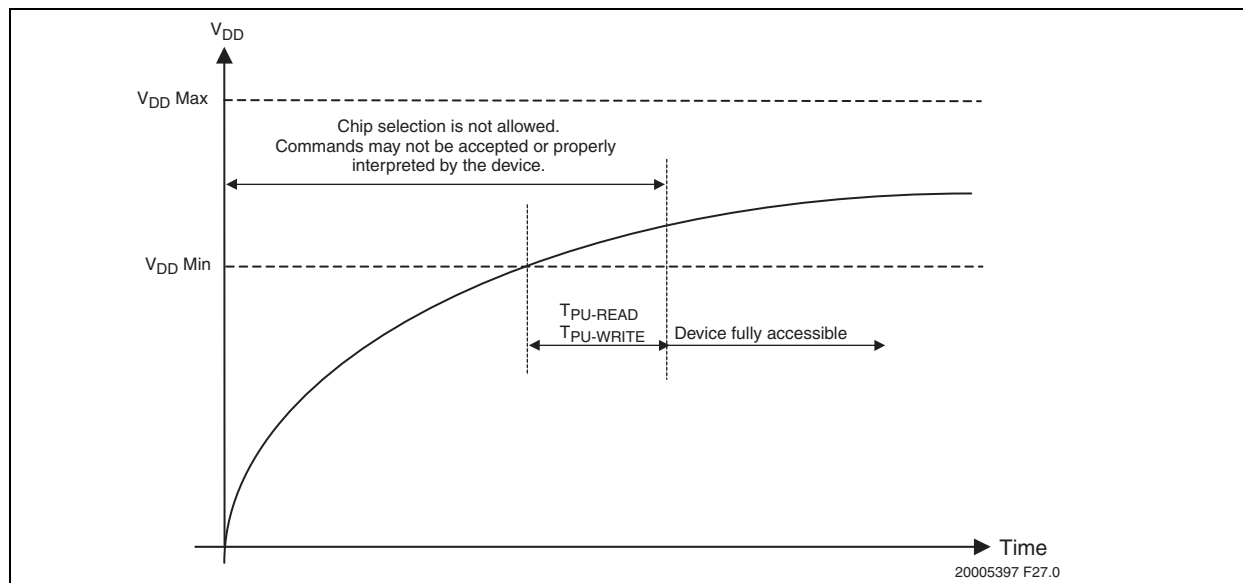 VDD
VDD Max
Chip selection is not allowed.
Commands may not be accepted or properly
interpreted by the device.
VDD Min
TPU-READ
TPU-WRITE
Device fully accessible
Time
20005397 F27.0